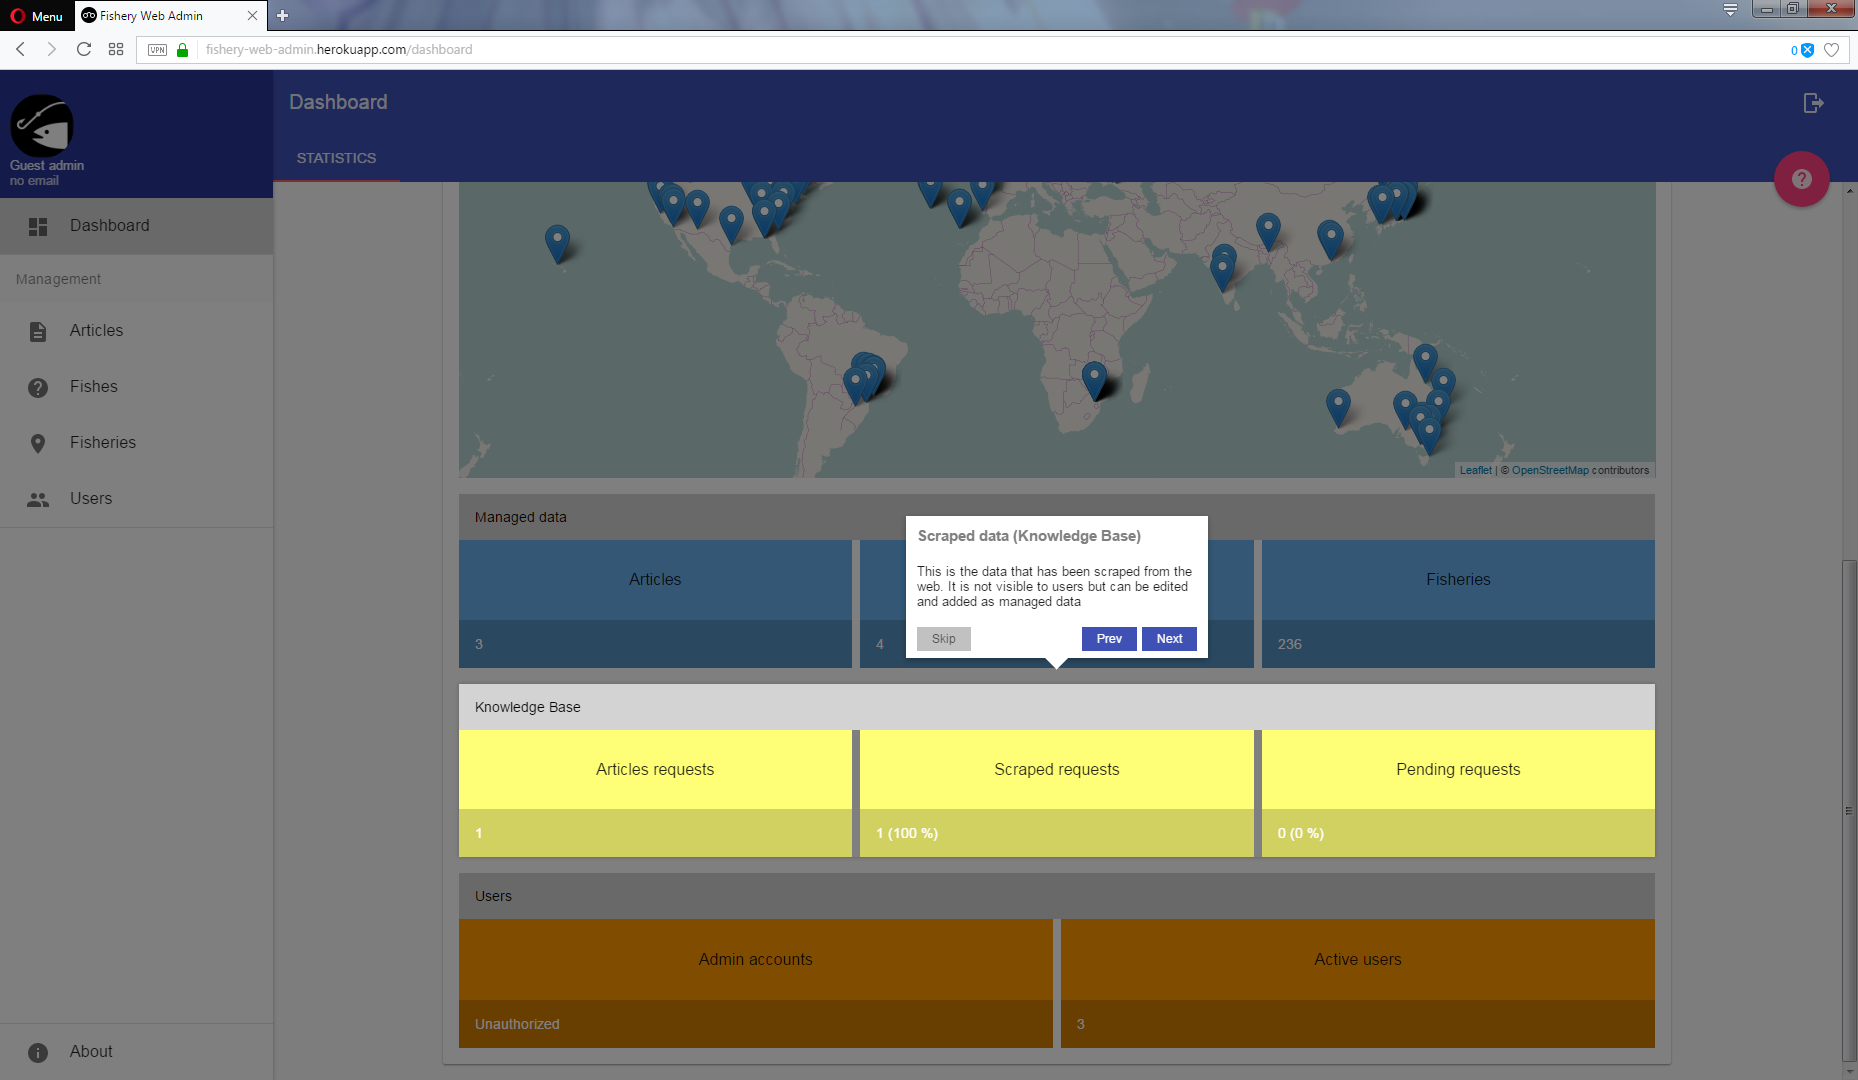 Menu
Fishery Web Admin
VPN
fishery-web-admin.herokuapp.com/dashboard
0
Dashboard
Guest admin
no email
STATISTICS
Dashboard
Management
Articles
Fishes
Fisheries
Users
About
Leaflet | © OpenStreetMap contributors
Managed data
Articles
Fisheries
3
4
236
Scraped data (Knowledge Base)
This is the data that has been scraped from the
web. It is not visible to users but can be edited
and added as managed data
Skip
Prev
Next
Knowledge Base
Articles requests
Scraped requests
Pending requests
1
1 (100 %)
0 (0 %)
Users
Admin accounts
Active users
Unauthorized
3